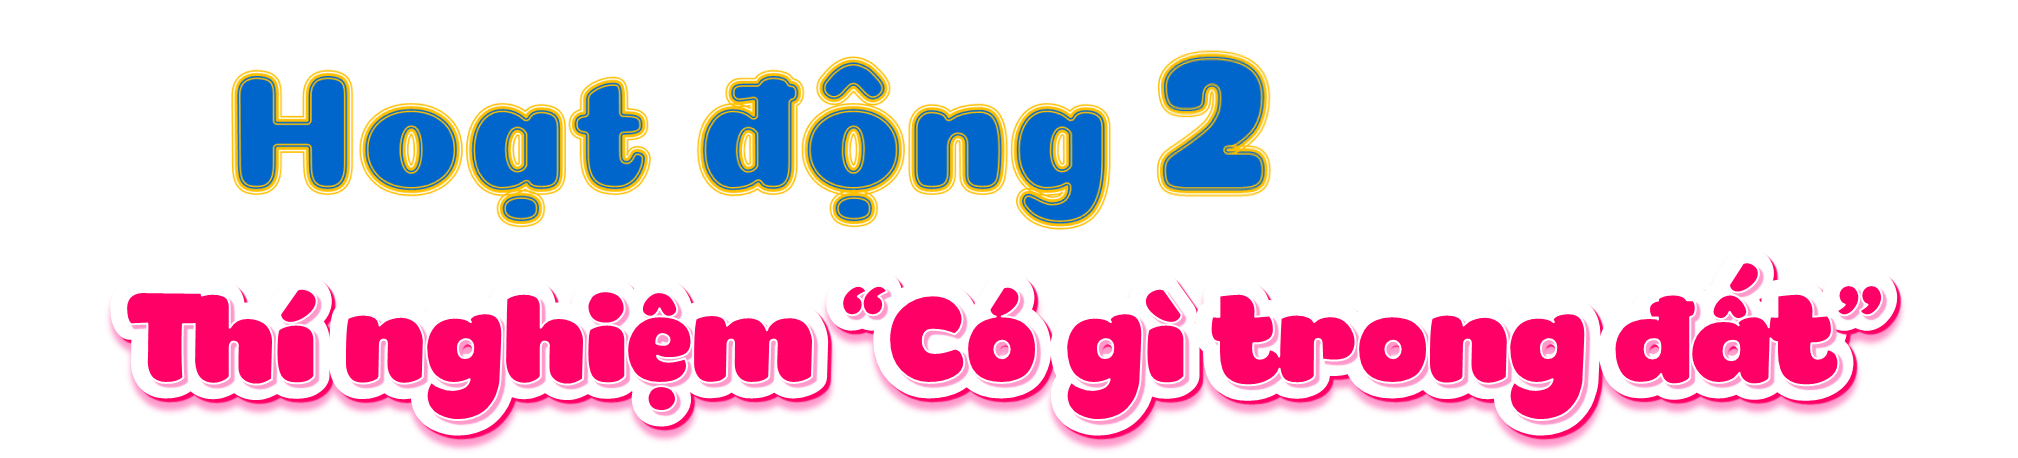 Hoạt động 2
Thí nghiệm “Có gì trong đất”